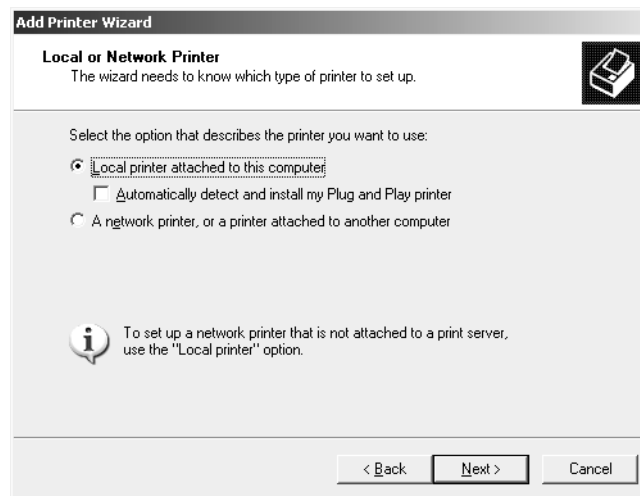 Add Printer Wizard
Local or Network Printer
The wizard needs to know which type of printer to set up.
Select the option that describes the printer you want to use:
Local printer attached to this computer
Automatically detect and install my Plug and Play printer
A network printer, or a printer attached to another computer
To set up a network printer that is not attached to a print server,
use the "Local printer" option.
< Back
Next >
Cancel